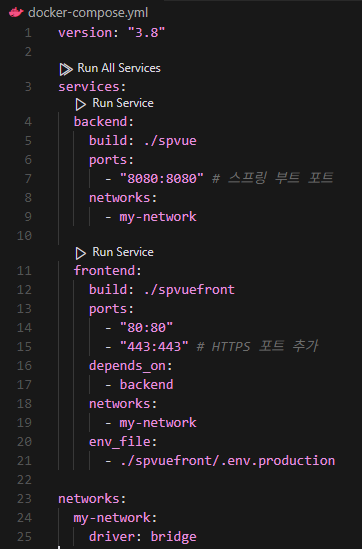 docker-compose.yml
1 version: "3.8"
2
Run All Services
3 services:
Run Service
4   backend:
5     build: ./spvue
6     ports:
7       - "8080:8080" # 스프링 부트 포트
8     networks:
9       - my-network
10
Run Service
11   frontend:
12     build: ./spvuefront
13     ports:
14       - "80:80"
15       - "443:443" # HTTPS 포트 추가
16     depends_on:
17       - backend
18     networks:
19       - my-network
20     env_file:
21       - ./spvuefront/.env.production
22
23 networks:
24   my-network:
25     driver: bridge